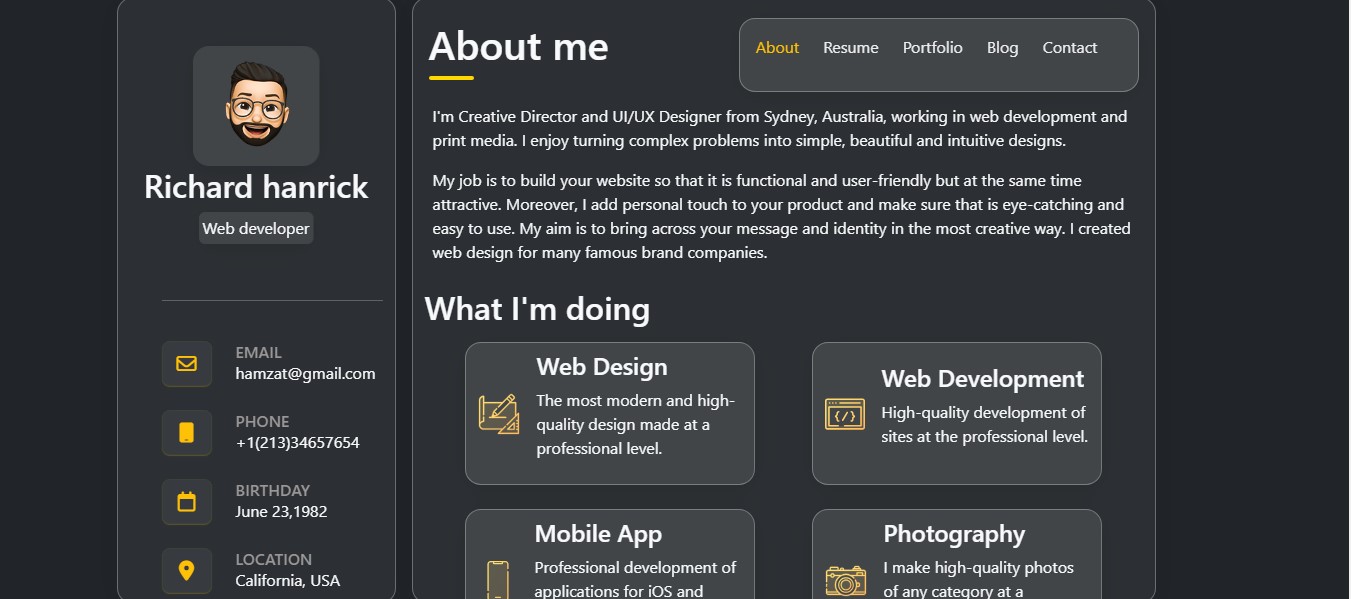 Richard hanrick
Web developer
EMAIL
hamzat@gmail.com
PHONE
+1(213)34657654
BIRTHDAY
June 23,1982
LOCATION
California, USA
About me
About Resume Portfolio Blog Contact
I'm Creative Director and UI/UX Designer from Sydney, Australia, working in web development and
print media. I enjoy turning complex problems into simple, beautiful and intuitive designs.
My job is to build your website so that it is functional and user-friendly but at the same time
attractive. Moreover, I add personal touch to your product and make sure that is eye-catching and
easy to use. My aim is to bring across your message and identity in the most creative way. I created
web design for many famous brand companies.
What I'm doing
Web Design
The most modern and high-
quality design made at a
professional level.
Web Development
High-quality development of
sites at the professional level.
Mobile App
Professional development of
applications for iOS and
Photography
I make high-quality photos
of any category at a